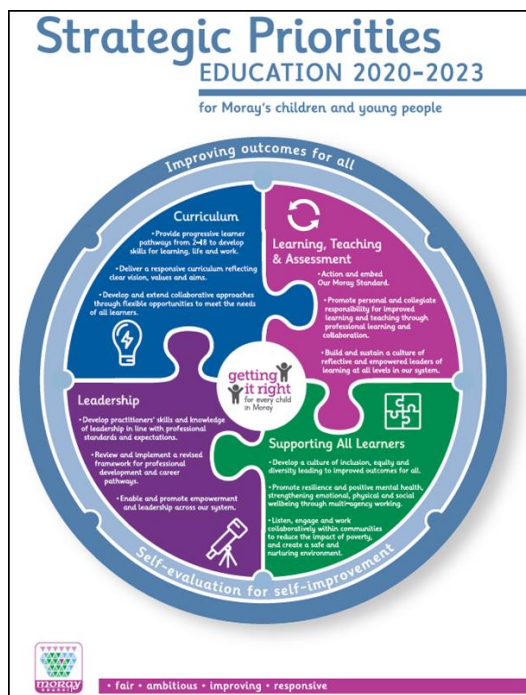 Strategic Priorities
EDUCATION 2020-2023
for Moray's children and young people
Improving outcomes for all
Curriculum
• Provide progressive learner
pathways from 2-18 to develop
skills for learning, life and work.
• Deliver a responsive curriculum reflecting
clear vision, values and aims.
• Develop and extend collaborative approaches
through flexible opportunities to meet the needs
of all learners.
Learning, Teaching
& Assessment
• Action and embed
Our Moray Standard.
• Promote personal and collegiate
responsibility for improved
learning and teaching through
professional learning and
collaboration.
• Build and sustain a culture of
reflective and empowered leaders of
learning at all levels in our system.
getting
it right
for every child
in Moray
Leadership
• Develop practitioners' skills and knowledge
of leadership in line with professional
standards and expectations.
• Review and implement a revised
framework for professional
development and career
pathways.
• Enable and promote empowerment
and leadership across our system.
Supporting All Learners
• Develop a culture of inclusion, equity and
diversity leading to improved outcomes for all.
• Promote resilience and positive mental health,
strengthening emotional, physical and social
wellbeing through multi-agency working.
• Listen, engage and work
collaboratively within communities
to reduce the impact of poverty,
and create a safe and
nurturing environment.
Self-evaluation for self-improvement
moray
council
• fair • ambitious • improving • responsive